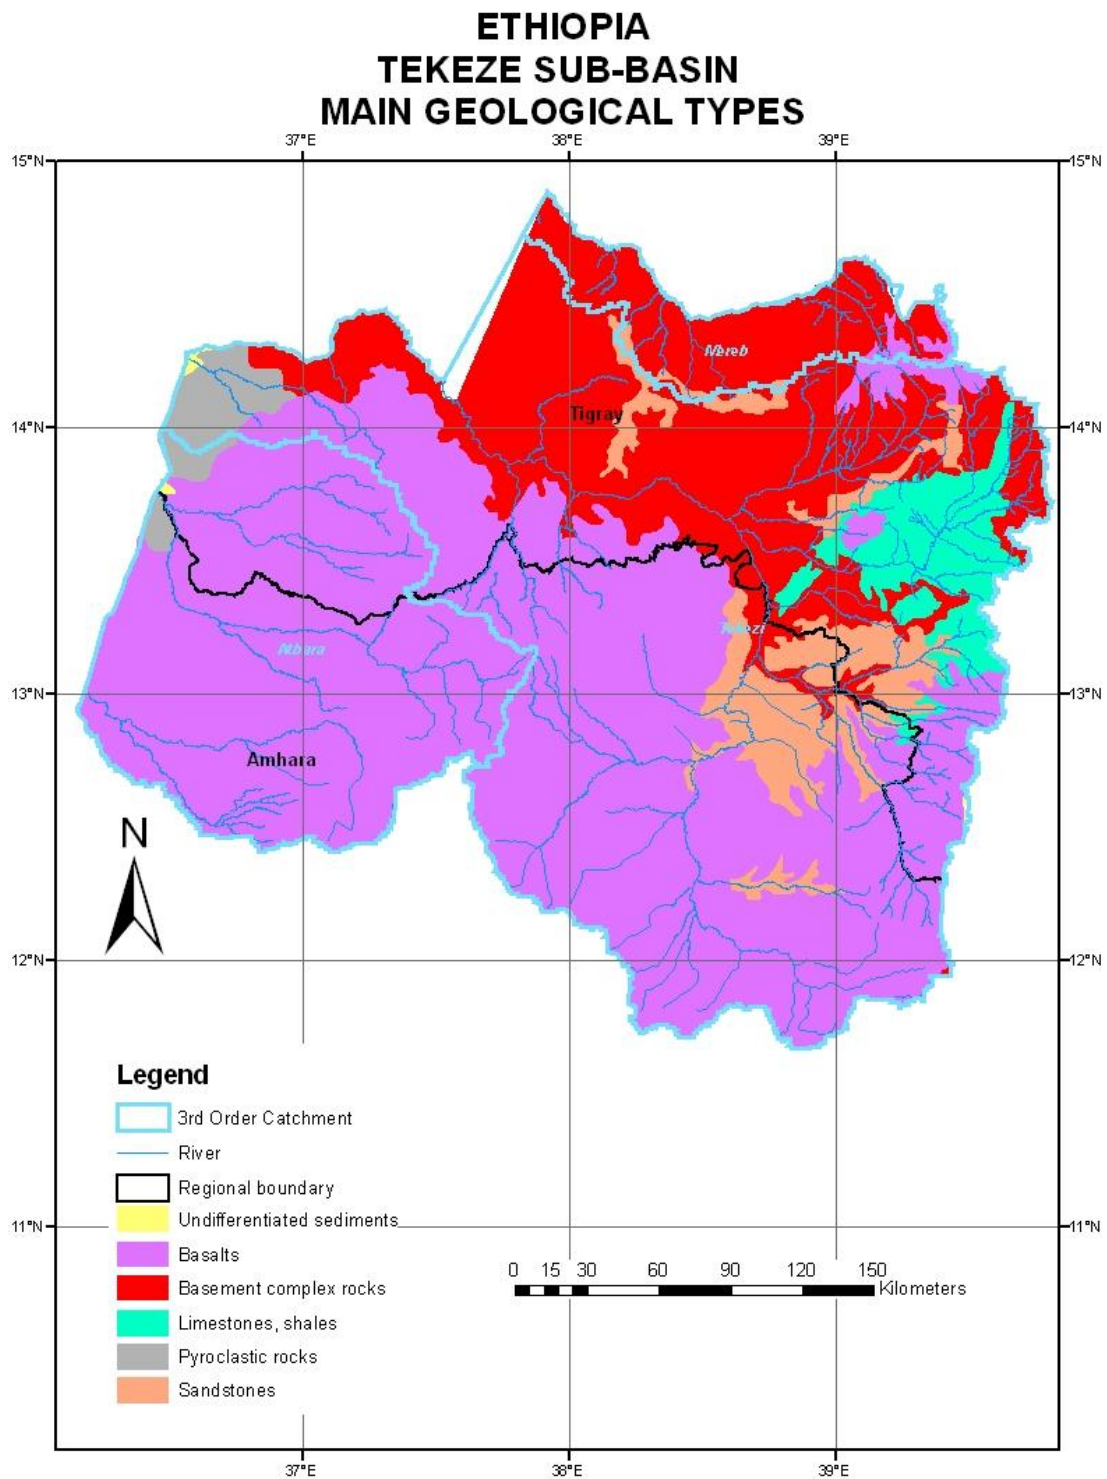 ETHIOPIA
TEKEZE SUB-BASIN
MAIN GEOLOGICAL TYPES
37°E 38°E 39°E
15°N 15°N
Mereb
Tigray
14°N 14°N
Tekezi
Atbara
13°N 13°N
Amhara
N
12°N 12°N
Legend
3rd Order Catchment
River
Regional boundary
Undifferentiated sediments
11°N 11°N
Basalts
0 15 30 60 90 120 150
Kilometers
Basement complex rocks
Limestones, shales
Pyroclastic rocks
Sandstones
37°E 38°E 39°E